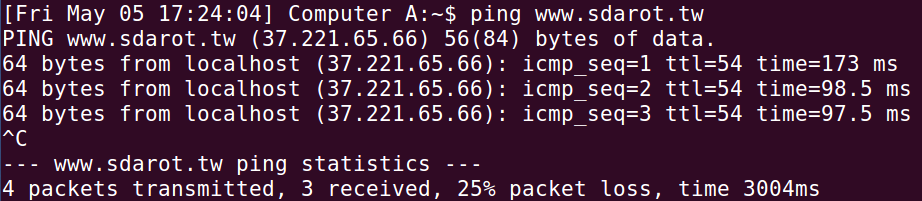 [Fri May 05 17:24:04] Computer A:~$ ping www.sdarot.tw
PING www.sdarot.tw (37.221.65.66) 56(84) bytes of data.
64 bytes from localhost (37.221.65.66): icmp_seq=1 ttl=54 time=173 ms
64 bytes from localhost (37.221.65.66): icmp_seq=2 ttl=54 time=98.5 ms
64 bytes from localhost (37.221.65.66): icmp_seq=3 ttl=54 time=97.5 ms
^C
--- www.sdarot.tw ping statistics ---
4 packets transmitted, 3 received, 25% packet loss, time 3004ms